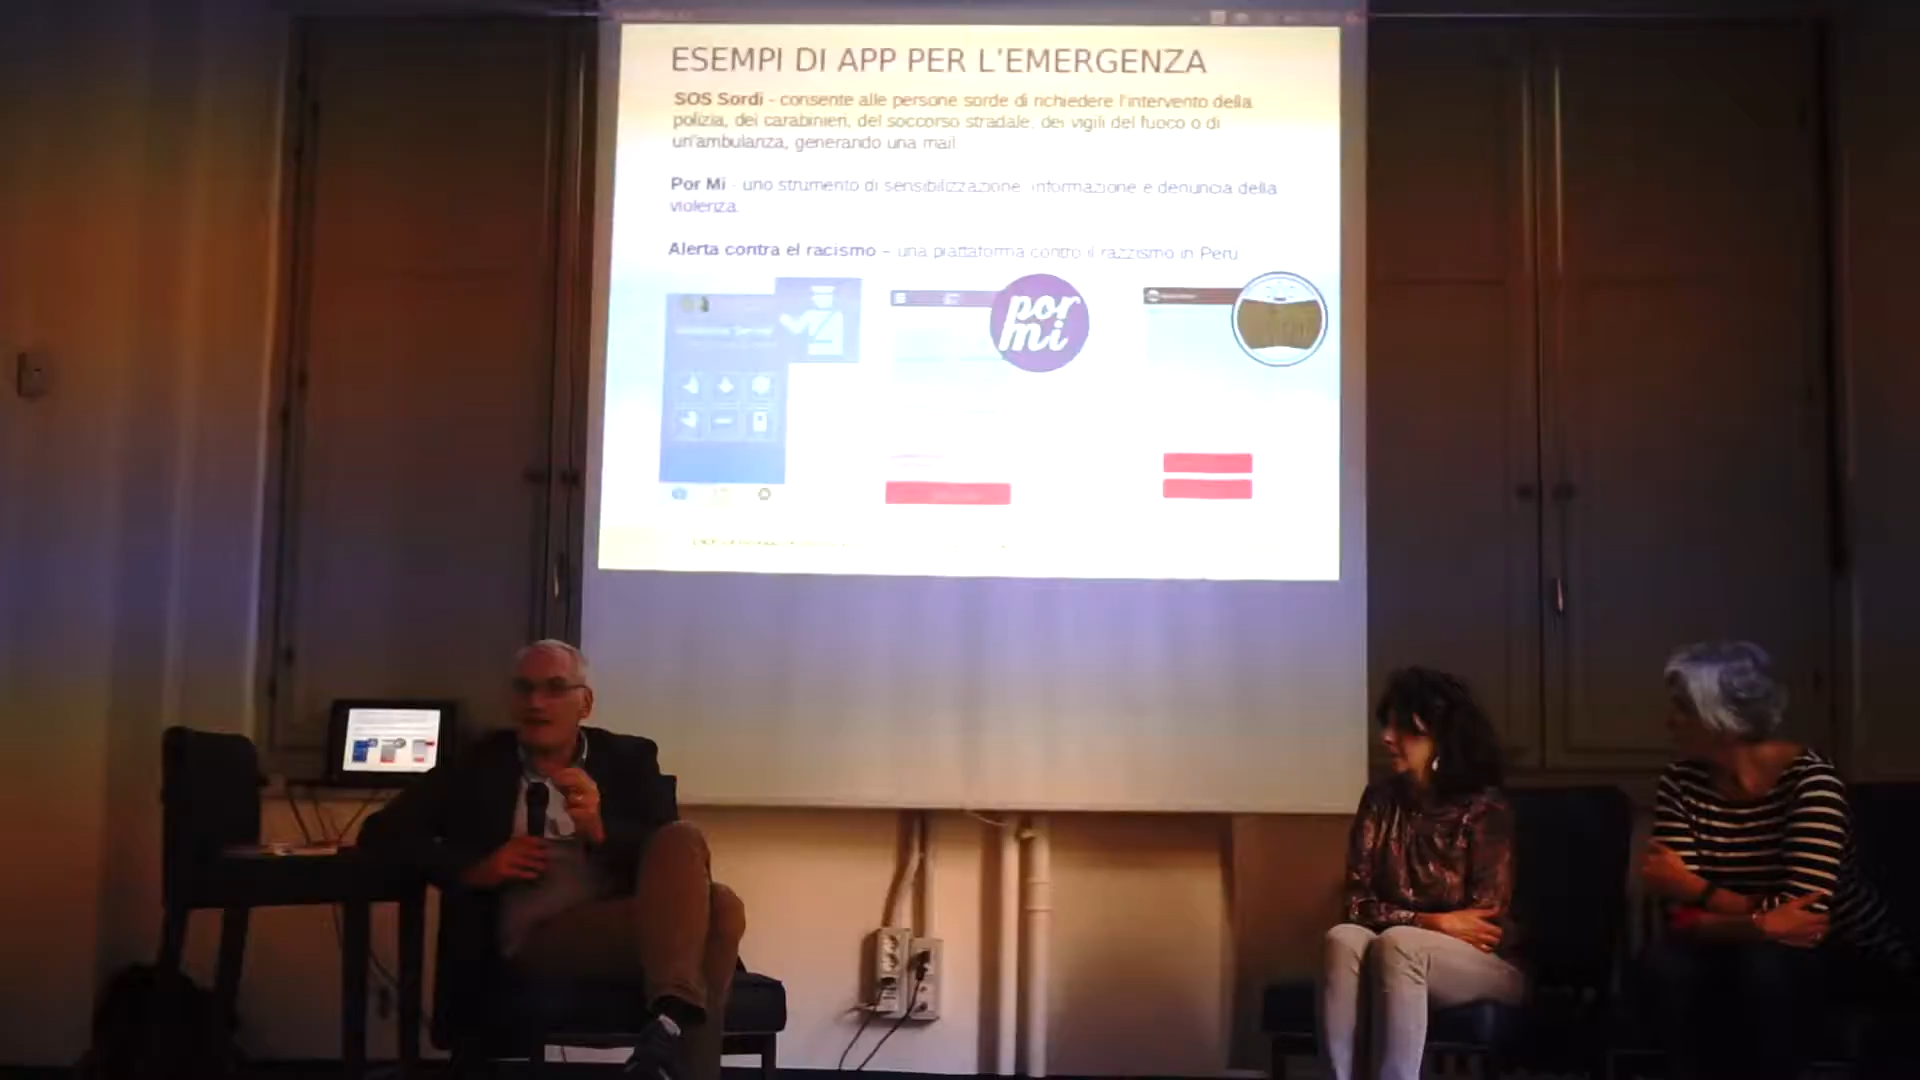 ESEMPI DI APP PER L'EMERGENZA
SOS Sordi - consente alle persone sorde di richiedere l'intervento della
polizia, dei carabinieri, del soccorso stradale, dei vigili del fuoco o di
un'ambulanza, generando una mail.
Por Mi - uno strumento di sensibilizzazione, informazione e denuncia della
violenza.
Alerta contra el racismo – una piattaforma contro il razzismo in Peru
por
mi